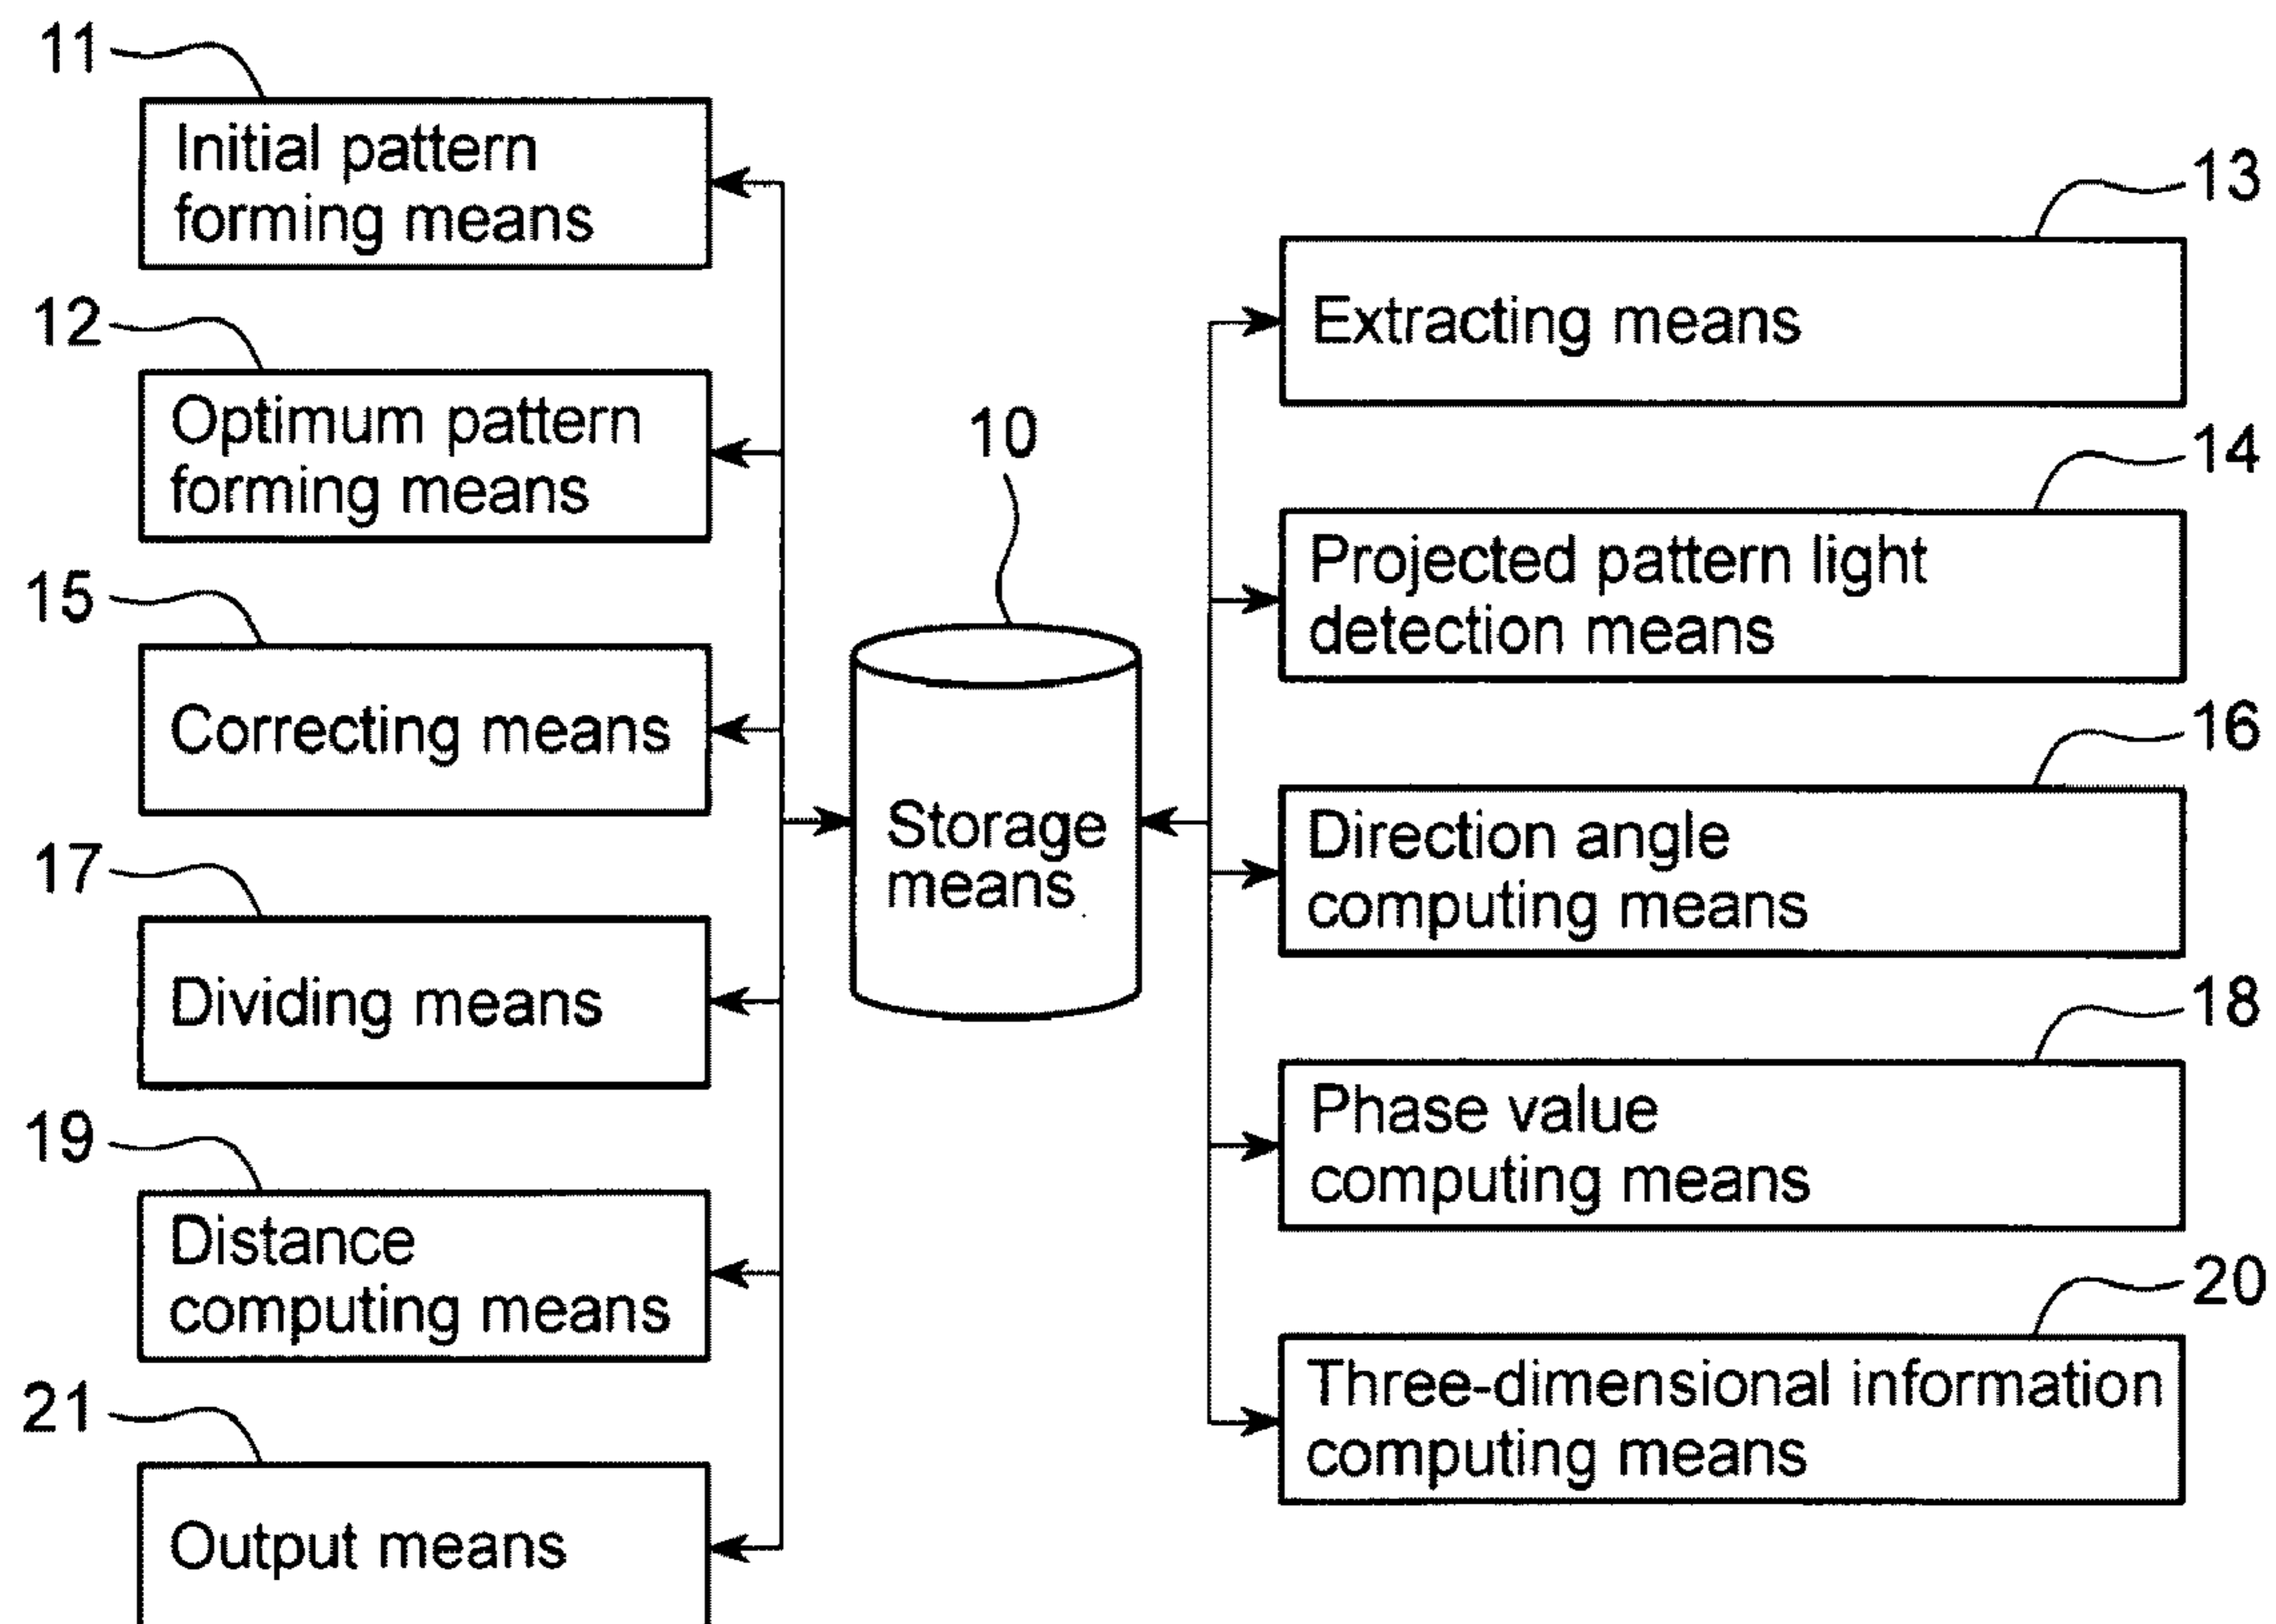 11
Initial pattern
forming means
12
Optimum pattern
forming means
15
Correcting means
17
Dividing means
19
Distance
computing means
21
Output means
10
Storage
means
13
Extracting means
14
Projected pattern light
detection means
16
Direction angle
computing means
18
Phase value
computing means
20
Three-dimensional information
computing means